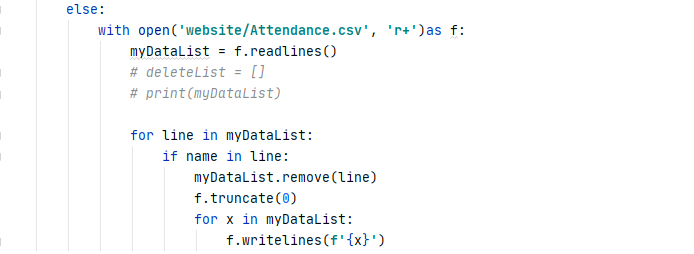 else:
with open('website/Attendance.csv', 'r+')as f:
myDataList = f.readlines()
# deleteList = []
# print(myDataList)
for line in myDataList:
if name in line:
myDataList.remove(line)
f.truncate(0)
for x in myDataList:
f.writelines(f'{x}')